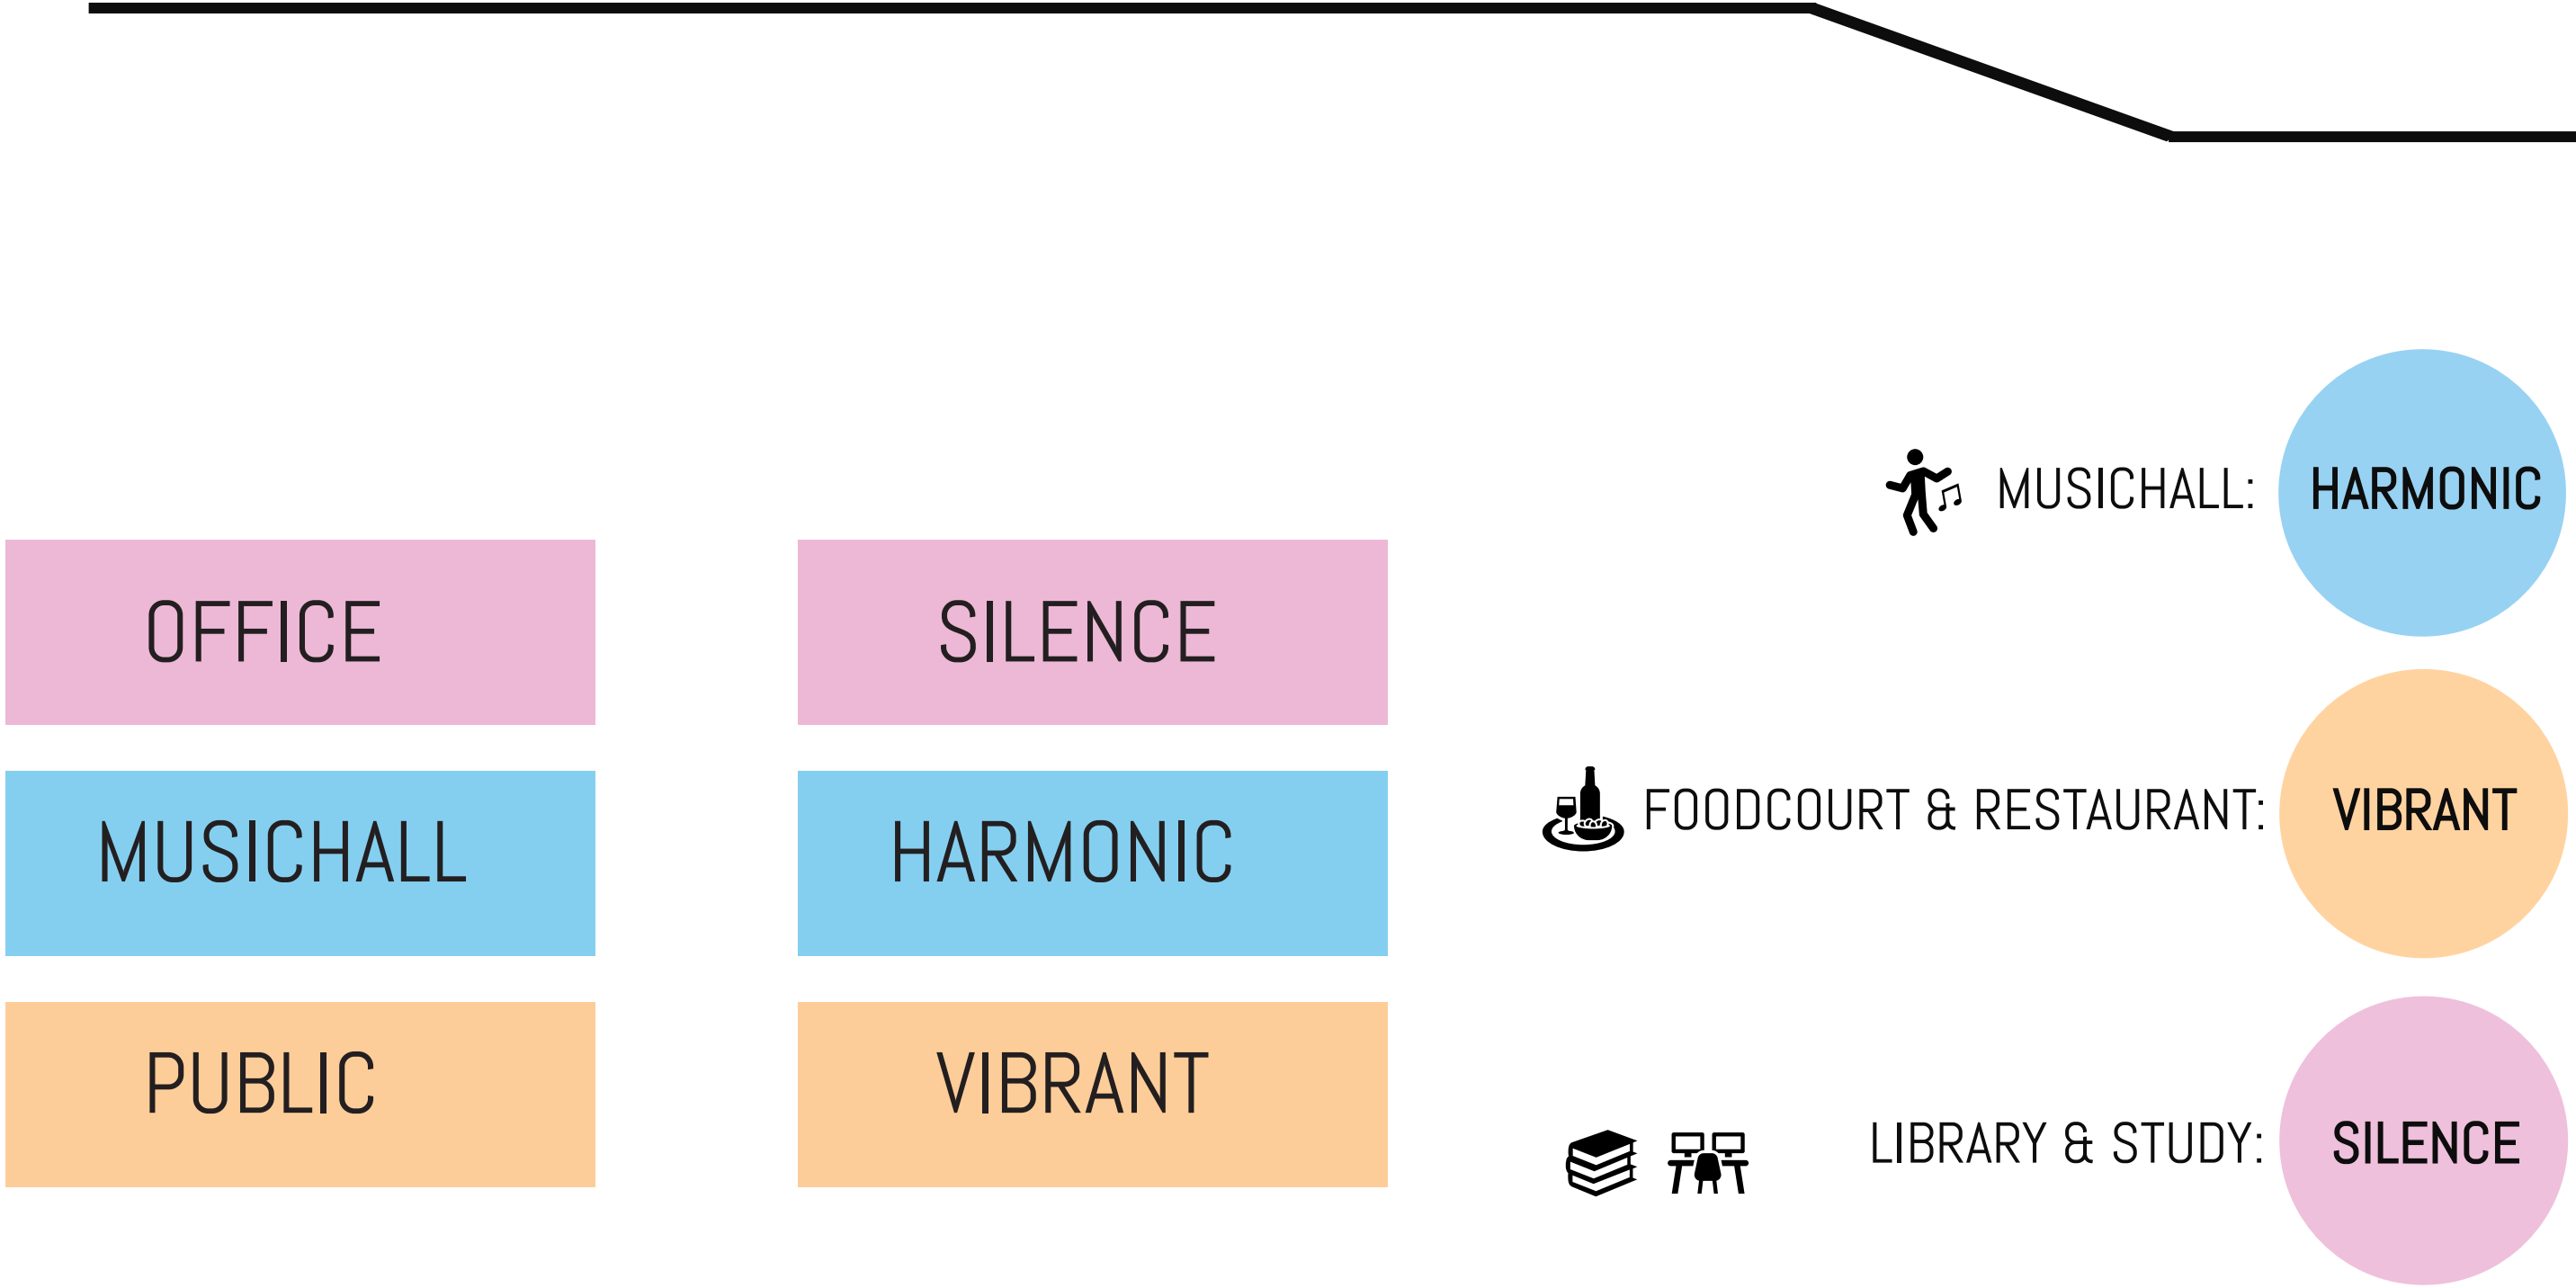 OFFICE
MUSICHALL
PUBLIC
SILENCE
HARMONIC
VIBRANT
MUSICHALL: HARMONIC
FOODCOURT & RESTAURANT: VIBRANT
LIBRARY & STUDY: SILENCE